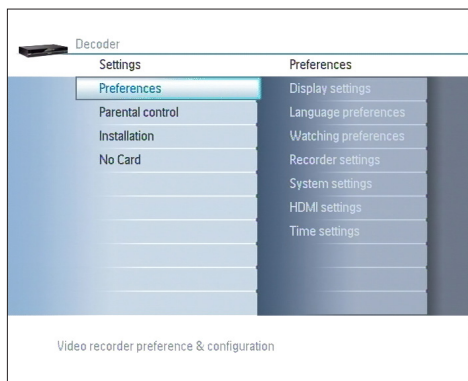 Decoder
Settings
Preferences
Preferences
Parental control
Installation
No Card
Display settings
Language preferences
Watching preferences
Recorder settings
System settings
HDMI settings
Time settings
Video recorder preference & configuration